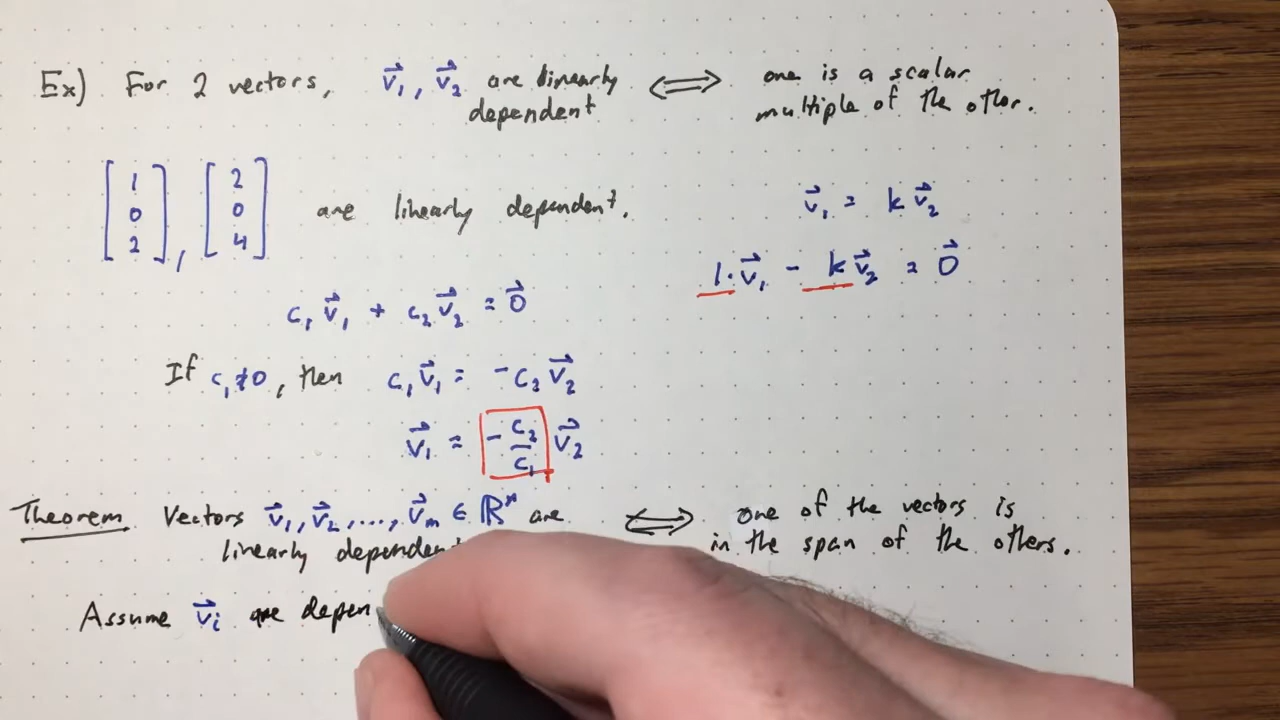 Ex) For 2 vectors, v⃗₁, v⃗₂ are linearly dependent ⟺ one is a scalar multiple of the other.
[1 0 2], [2 0 4] are linearly dependent.
v⃗₁ = k v⃗₂
1·v⃗₁ - k v⃗₂ = 0⃗
c₁ v⃗₁ + c₂ v⃗₂ = 0⃗
If c₁ ≠ 0, then c₁ v⃗₁ = -c₂ v⃗₂
v⃗₁ = -c₂/c₁ v⃗₂
Theorem Vectors v⃗₁, v⃗₂, ..., v⃗ₘ ∈ ℝⁿ are ⟺ one of the vectors is
linearly dependent in the span of the others.
Assume v⃗ᵢ are depen